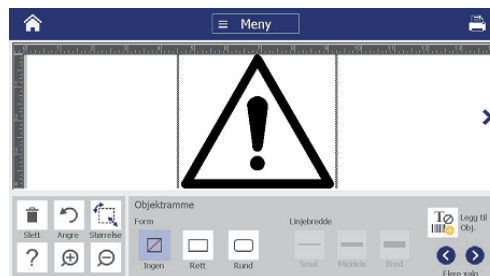 Meny
Objektramme
Form
Linjebredde
Slett
Angre
Størrelse
Ingen
Rett
Rund
Smal
Middels
Bred
Legg til
Obj.
Flere valg